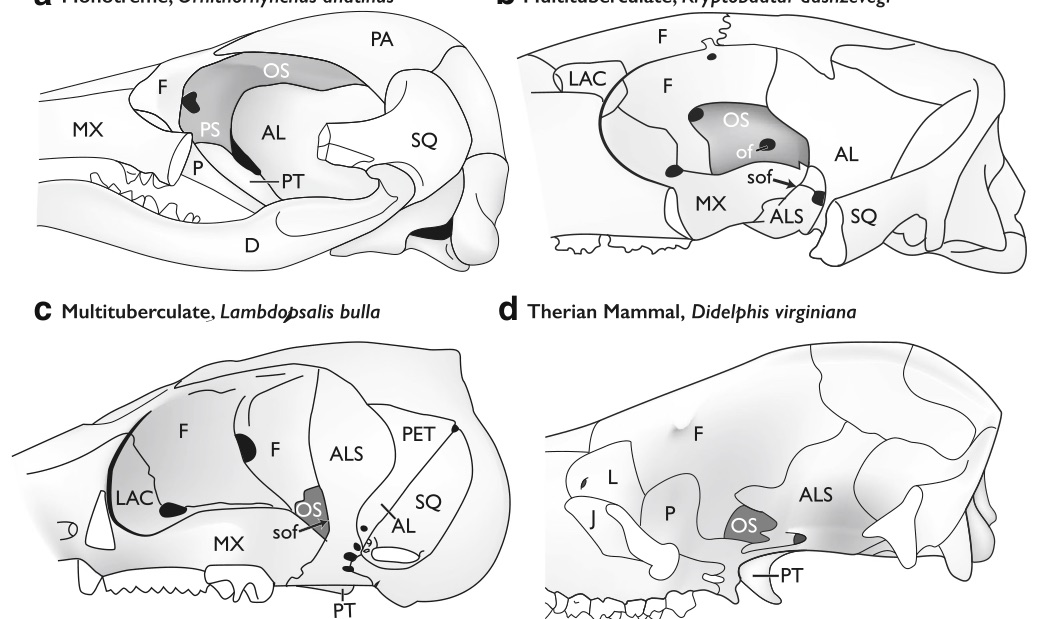 a Monotreme, Ornithorhynchus anatinus
PA
OS
F
MX
PS
AL
SQ
P
PT
D
b Multituberculate, Kryptobaatar dashzevegi
F
LAC
F
OS
of
AL
sof
MX
ALS
SQ
c Multituberculate, Lambdopsalis bulla
F
F
PET
ALS
LAC
OS
SQ
sof
AL
MX
PT
d Therian Mammal, Didelphis virginiana
F
L
ALS
J
P
OS
PT